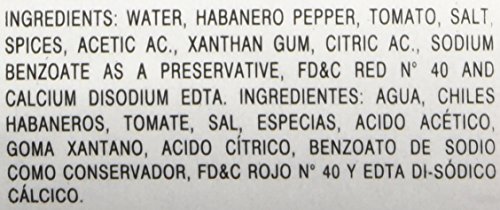 INGREDIENTS: WATER, HABANERO PEPPER, TOMATO, SALT
SPICES, ACETIC AC., XANTHAN GUM, CITRIC AC., SODIUM
BENZOATE AS A PRESERVATIVE, FD&C RED N° 40 AND
CALCIUM DISODIUM EDTA. INGREDIENTES: AGUA, CHILES
HABANEROS, TOMATE, SAL, ESPECIAS, ACIDO ACÉTICO,
GOMA XANTANO, ACIDO CÍTRICO, BENZOATO DE SODIO
COMO CONSERVADOR, FD&C ROJO N° 40 Y EDTA DI-SÓDICO
CÁLCICO.